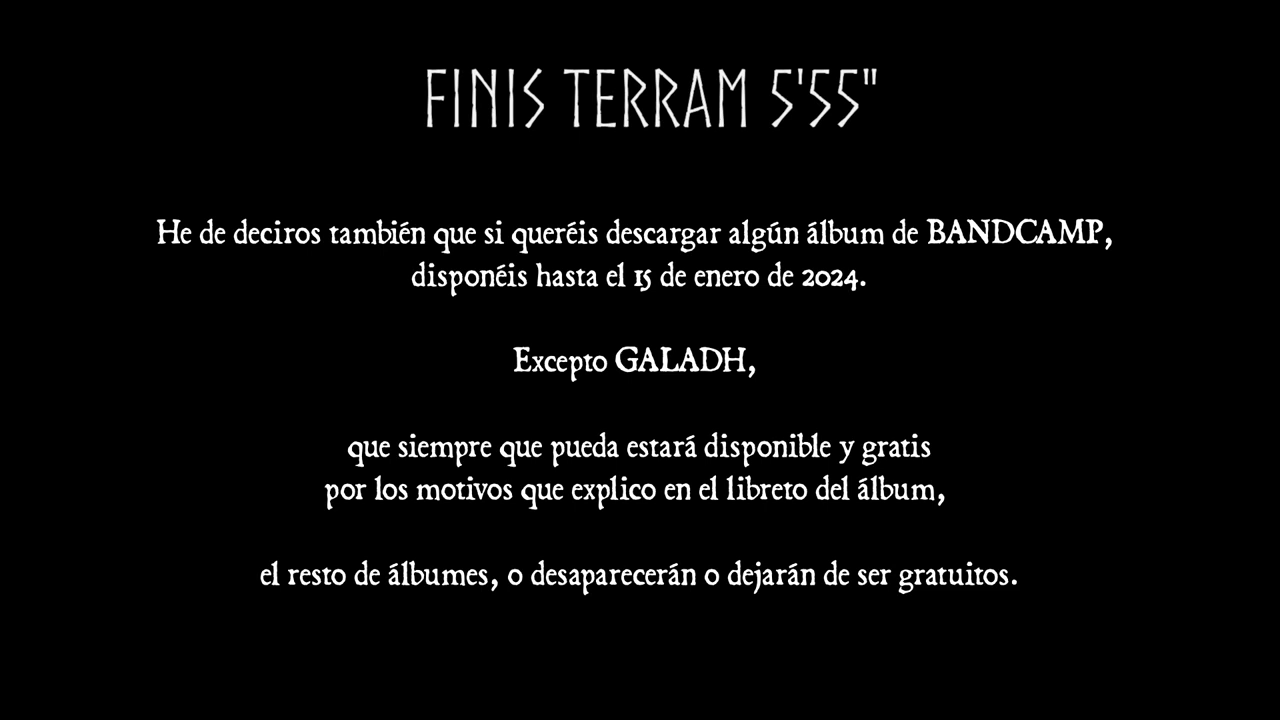 FINIS TERRAM 5'55"
He de deciros también que si queréis descargar algún álbum de BANDCAMP,
disponéis hasta el 15 de enero de 2024.
Excepto GALADH,
que siempre que pueda estará disponible y gratis
por los motivos que explico en el libreto del álbum,
el resto de álbumes, o desaparecerán o dejarán de ser gratuitos.